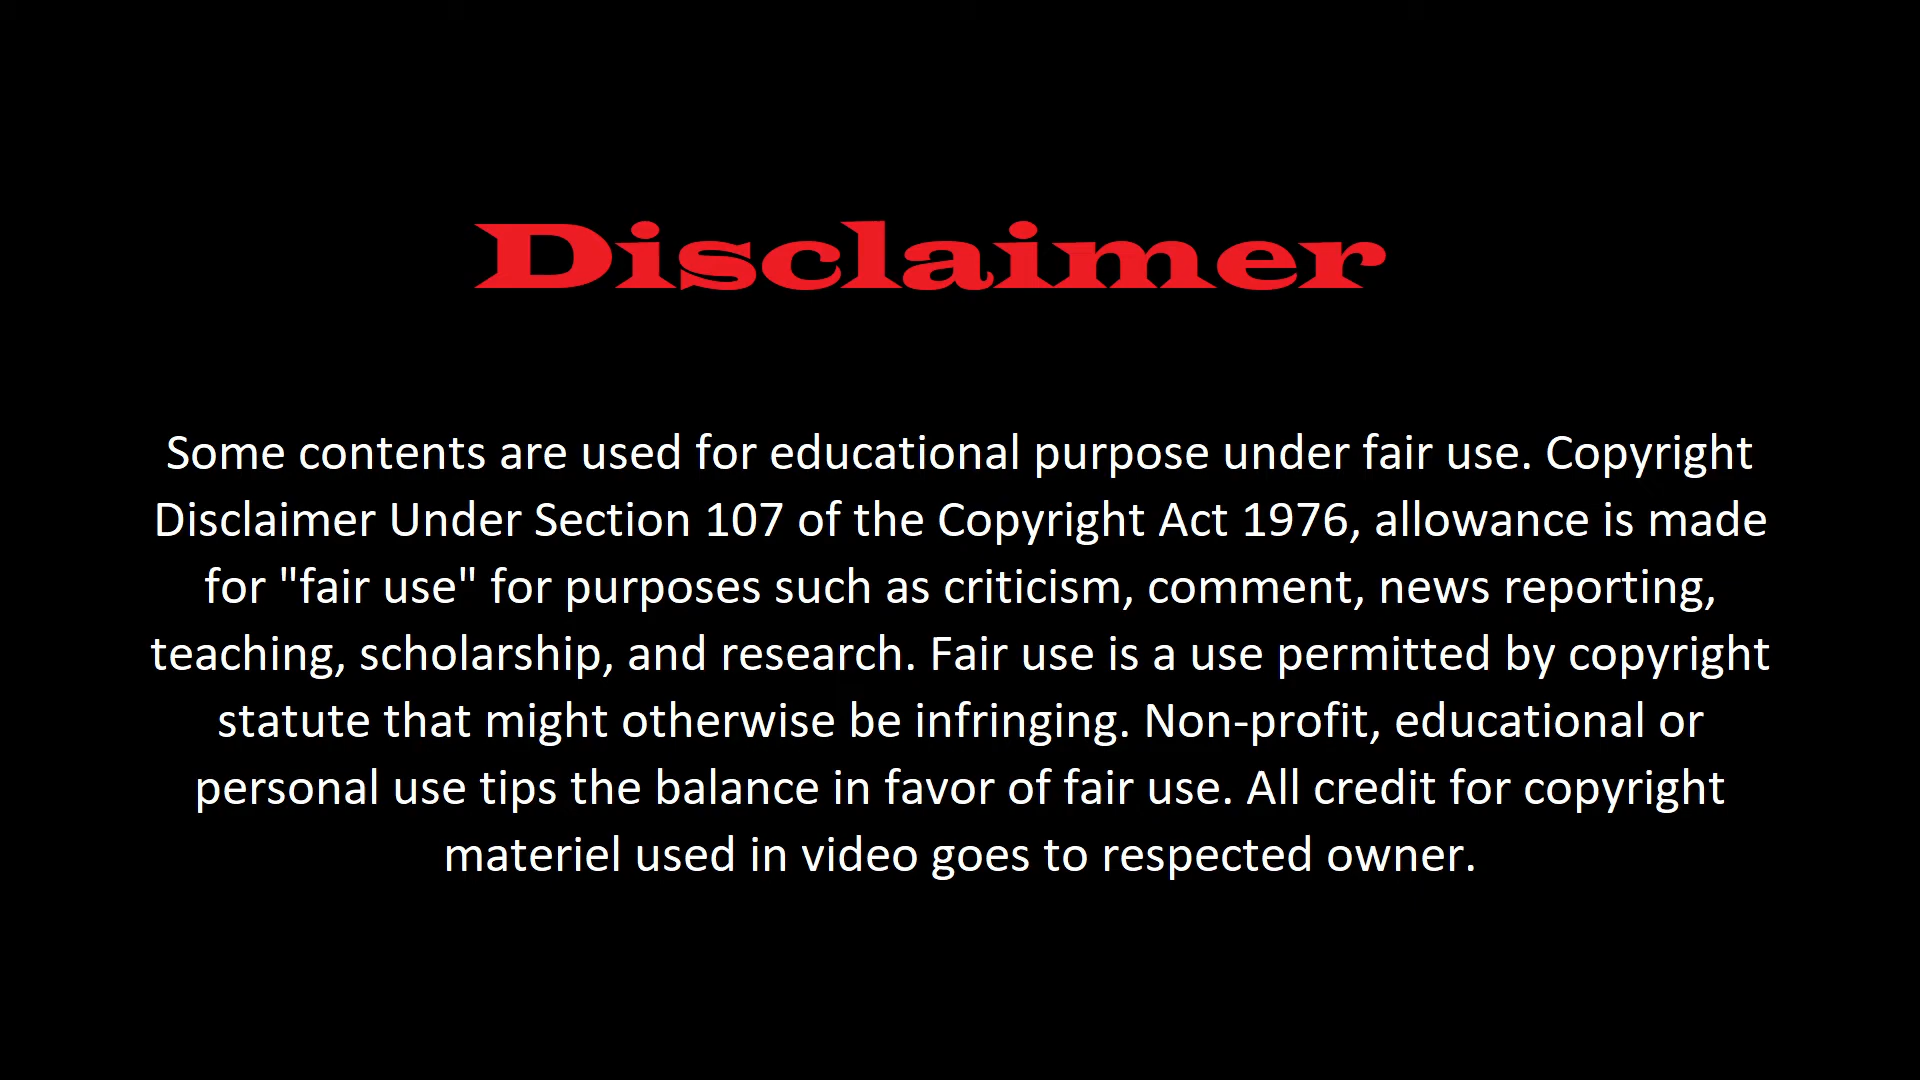 Disclaimer
Some contents are used for educational purpose under fair use. Copyright
Disclaimer Under Section 107 of the Copyright Act 1976, allowance is made
for "fair use" for purposes such as criticism, comment, news reporting,
teaching, scholarship, and research. Fair use is a use permitted by copyright
statute that might otherwise be infringing. Non-profit, educational or
personal use tips the balance in favor of fair use. All credit for copyright
materiel used in video goes to respected owner.